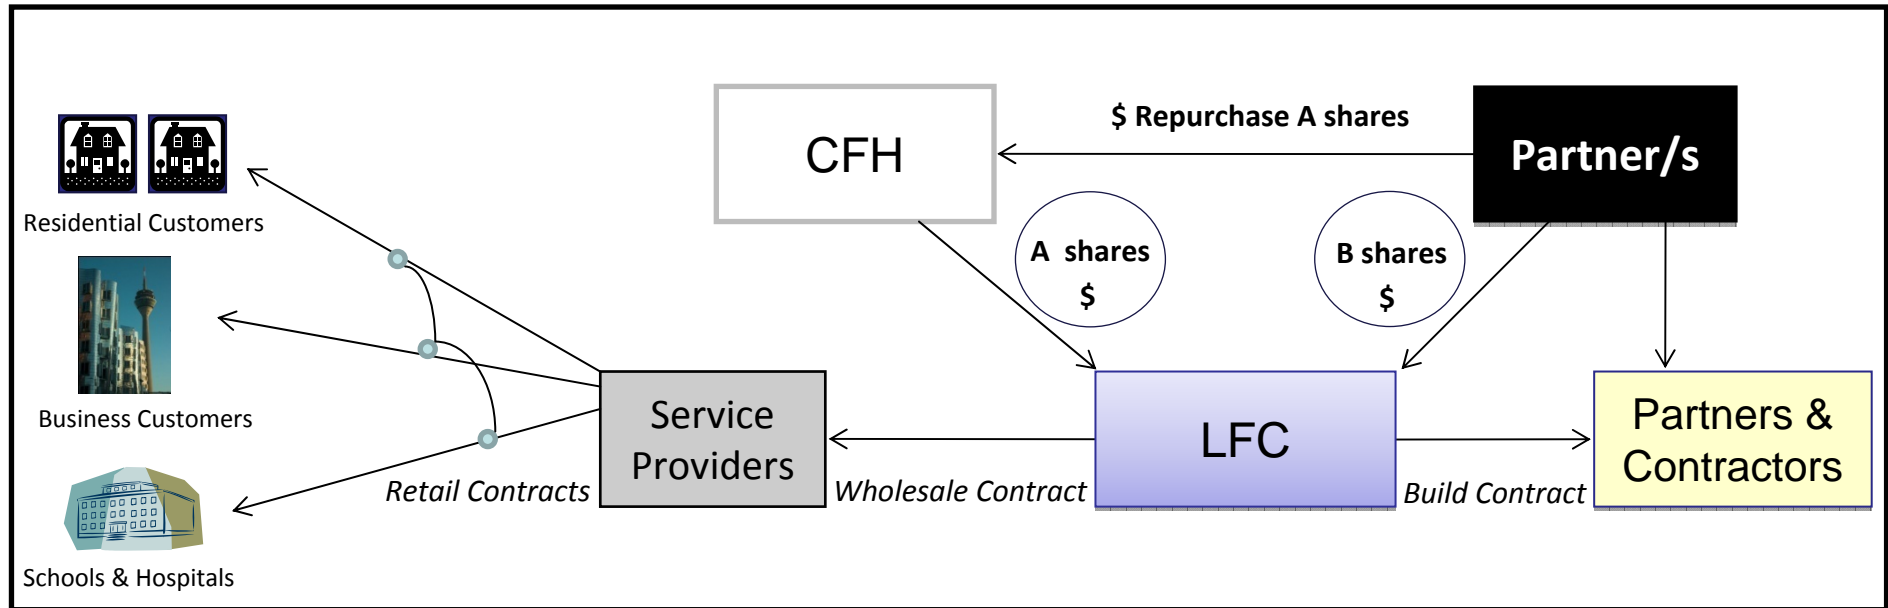 $ Repurchase A shares
CFH
Partner/s
Residential Customers
A shares
$
B shares
$
Business Customers
Service
Providers
LFC
Partners &
Contractors
Retail Contracts
Wholesale Contract
Build Contract
Schools & Hospitals